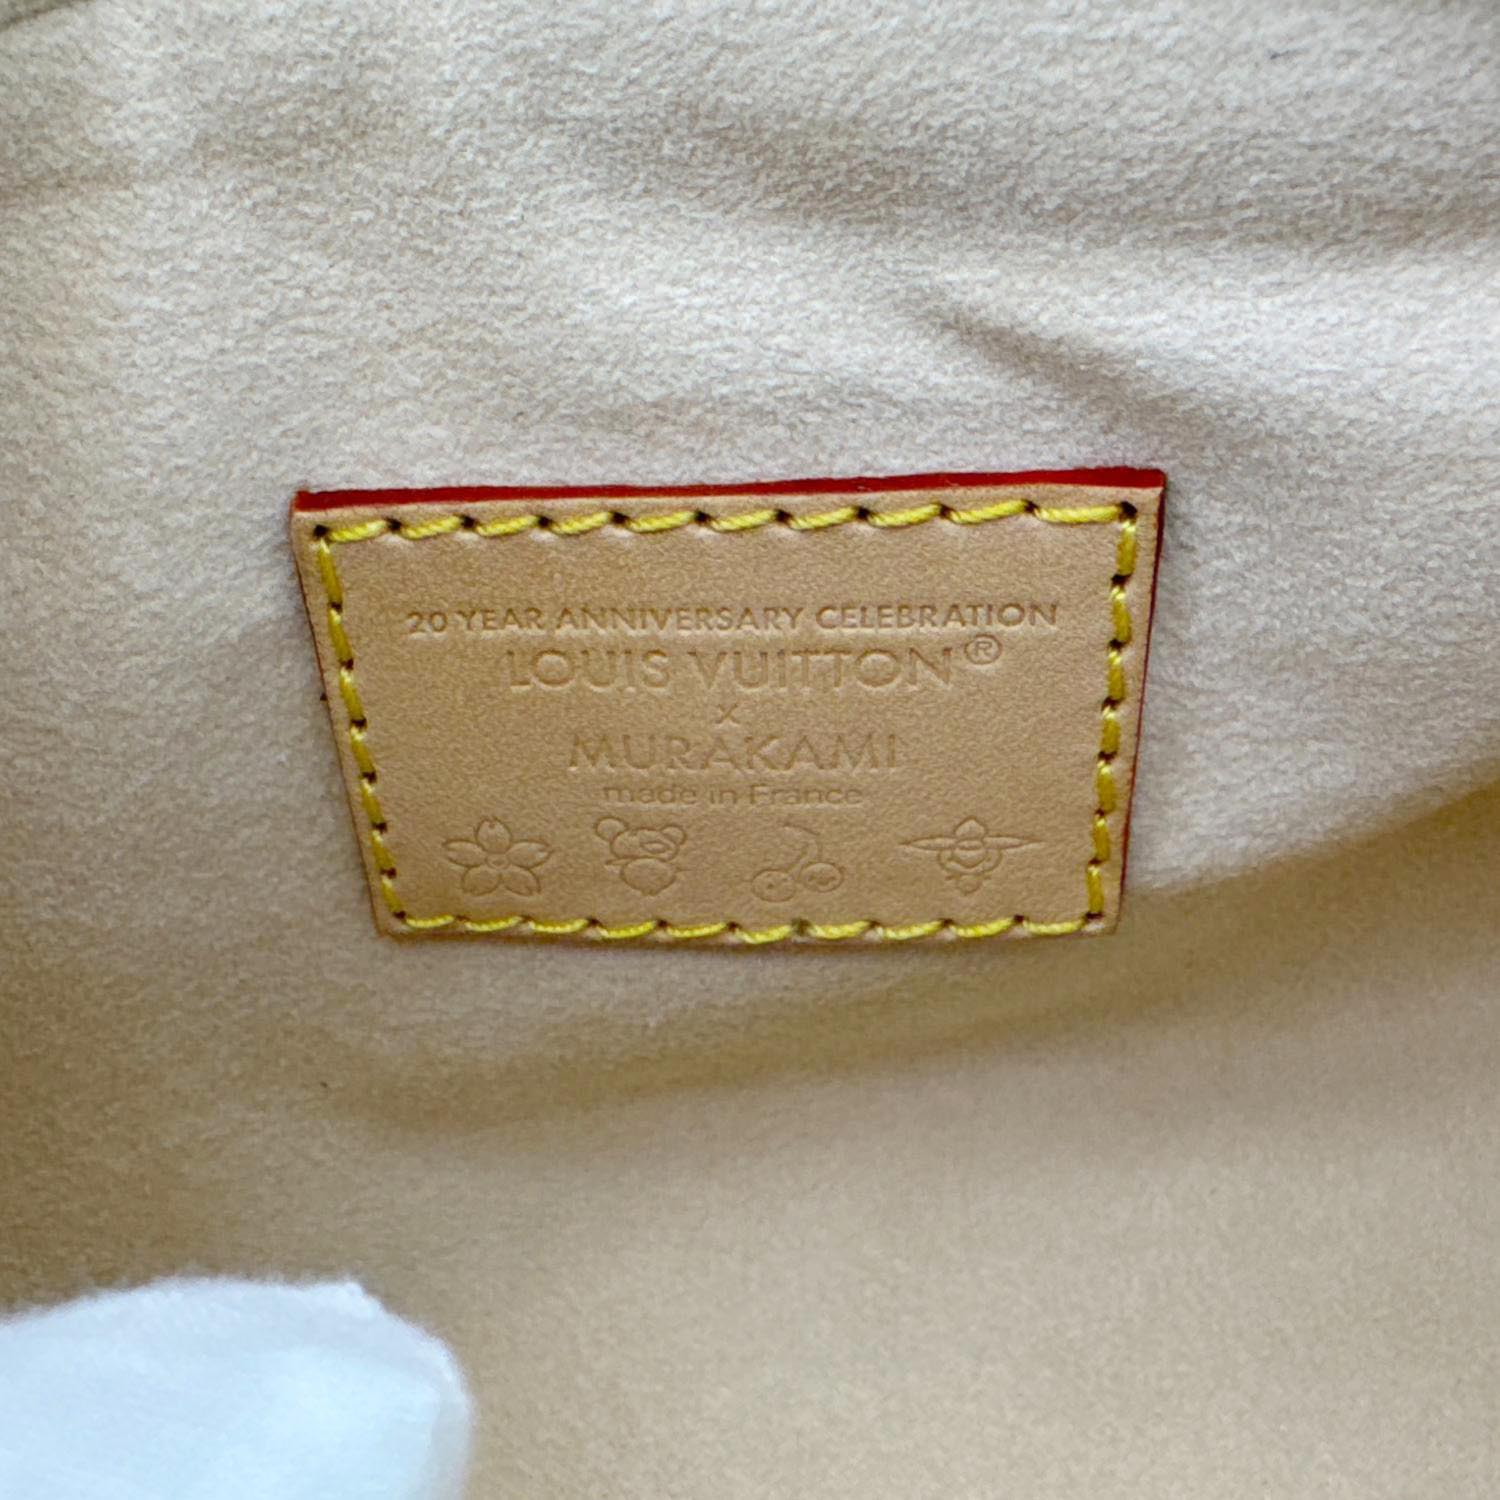 20 YEAR ANNIVERSARY CELEBRATION
LOUIS VUITTON®
x
MURAKAMI
made in France